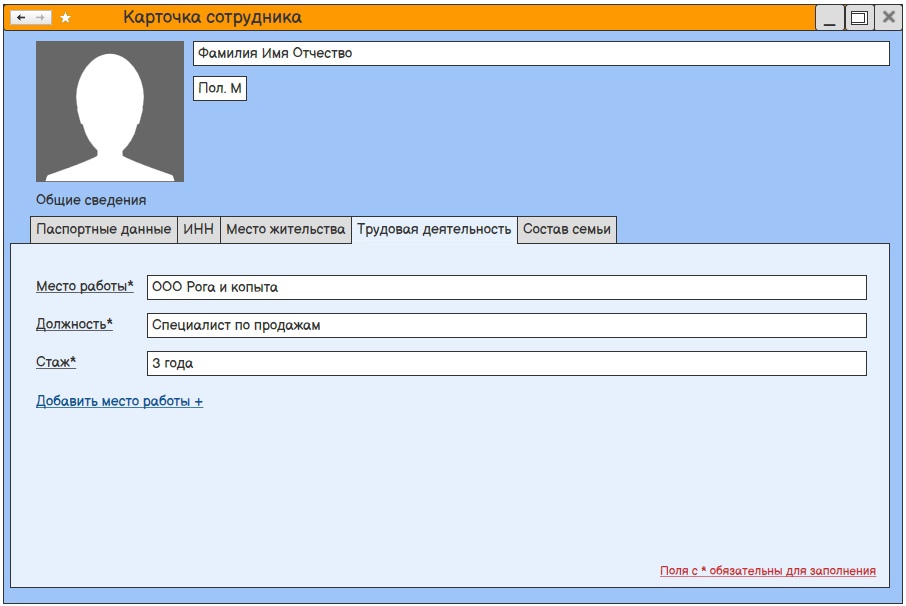 Карточка сотрудника
Фамилия Имя Отчество
Пол. М
Общие сведения
Паспортные данные ИНН Место жительства Трудовая деятельность Состав семьи
Место работы* ООО Рога и копыта
Должность* Специалист по продажам
Стаж* 3 года
Добавить место работы +
Поля с * обязательны для заполнения